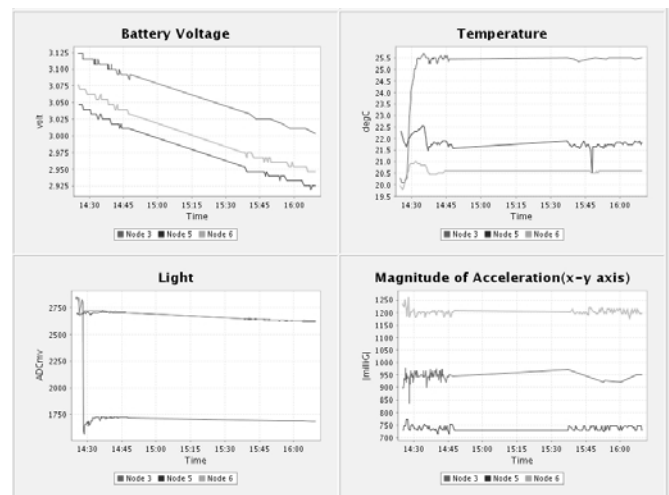 Battery Voltage
3.125
3.100
3.075
3.050
3.025
3.000
2.975
2.950
2.925
volt
14:30 14:45 15:00 15:15 15:30 15:45 16:00
Time
Node 3 Node 5 Node 6
Temperature
25.5
25.0
24.5
24.0
23.5
23.0
22.5
22.0
21.5
21.0
20.5
20.0
19.5
degC
14:30 14:45 15:00 15:15 15:30 15:45 16:00
Time
Node 3 Node 5 Node 6
Light
2750
2500
2250
2000
1750
ADCmv
14:30 14:45 15:00 15:15 15:30 15:45 16:00
Time
Node 3 Node 5 Node 6
Magnitude of Acceleration(x-y axis)
1250
1200
1150
1100
1050
1000
950
900
850
800
750
700
|milliG|
14:30 14:45 15:00 15:15 15:30 15:45 16:00
Time
Node 3 Node 5 Node 6